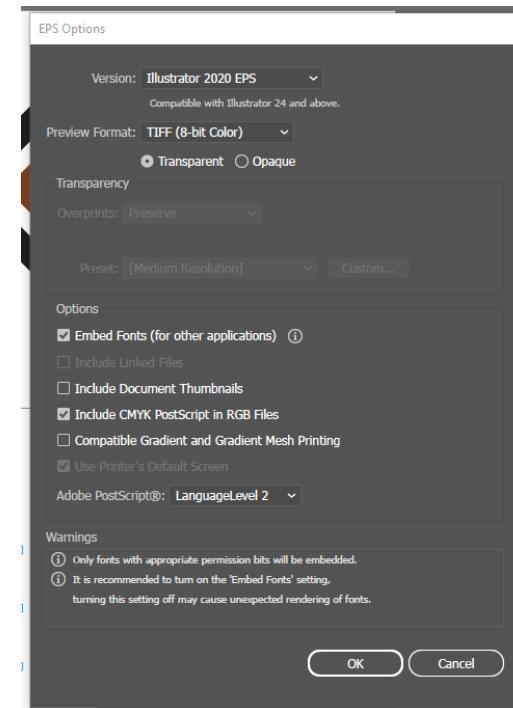 EPS Options
Version: Illustrator 2020 EPS
Compatible with Illustrator 24 and above.
Preview Format: TIFF (8-bit Color)
Transparent Opaque
Transparency
Overprints: Preserve
Preset: [Medium Resolution] Custom...
Options
Embed Fonts (for other applications)
Include Linked Files
Include Document Thumbnails
Include CMYK PostScript in RGB Files
Compatible Gradient and Gradient Mesh Printing
Use Printer's Default Screen
Adobe PostScript®: LanguageLevel 2
Warnings
Only fonts with appropriate permission bits will be embedded.
It is recommended to turn on the 'Embed Fonts' setting,
turning this setting off may cause unexpected rendering of fonts.
OK Cancel